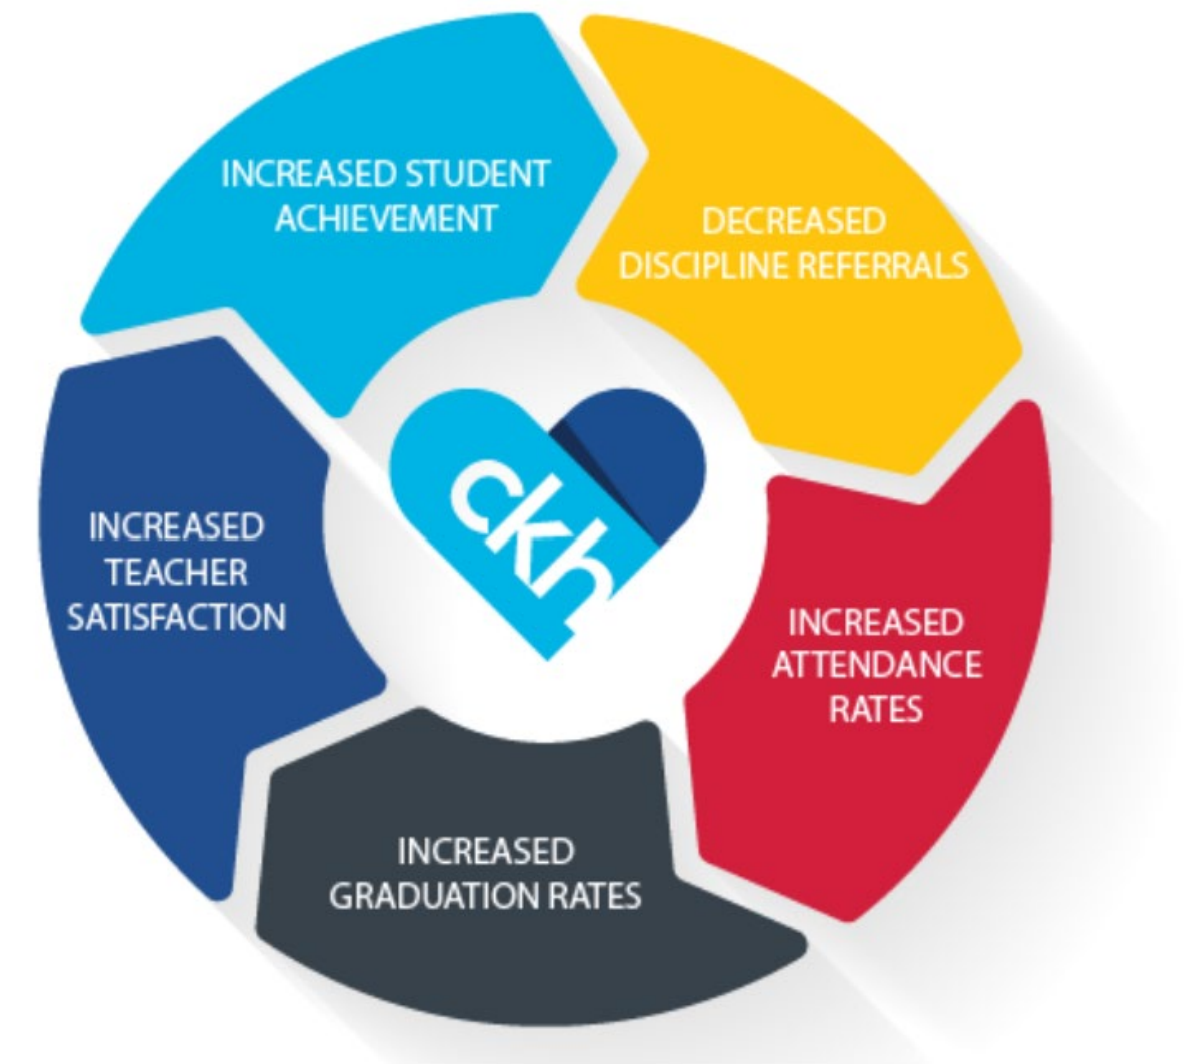 INCREASED STUDENT
ACHIEVEMENT
DECREASED
DISCIPLINE REFERRALS
INCREASED
ATTENDANCE
RATES
INCREASED
GRADUATION RATES
INCREASED
TEACHER
SATISFACTION
ckh